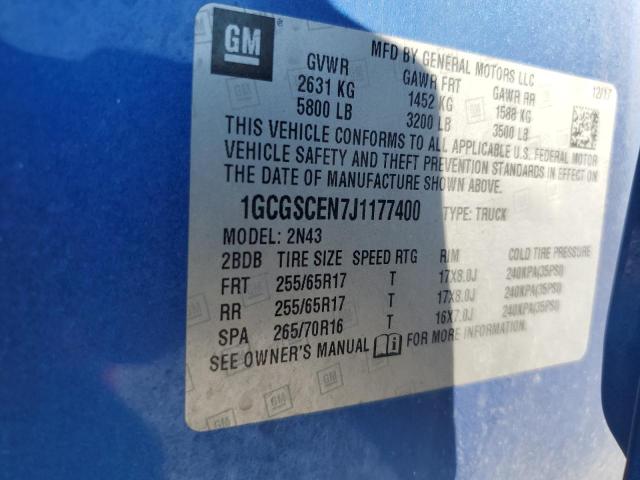 GM
MFD BY GENERAL MOTORS LLC
12/17
GVWR GAWR FRT GAWR RR
2631 KG 1452 KG 1588 KG
5800 LB 3200 LB 3500 LB
THIS VEHICLE CONFORMS TO ALL APPLICABLE U.S. FEDERAL MOTOR
VEHICLE SAFETY AND THEFT PREVENTION STANDARDS IN EFFECT ON
THE DATE OF MANUFACTURE SHOWN ABOVE.
1GCGSCEN7J1177400 TYPE: TRUCK
MODEL: 2N43
2BDB TIRE SIZE SPEED RTG RIM COLD TIRE PRESSURE
FRT 255/65R17 T 17X8.0J 240KPA(35PSI)
RR 255/65R17 T 17X8.0J 240KPA(35PSI)
SPA 265/70R16 T 16X7.0J 240KPA(35PSI)
SEE OWNER'S MANUAL FOR MORE INFORMATION.